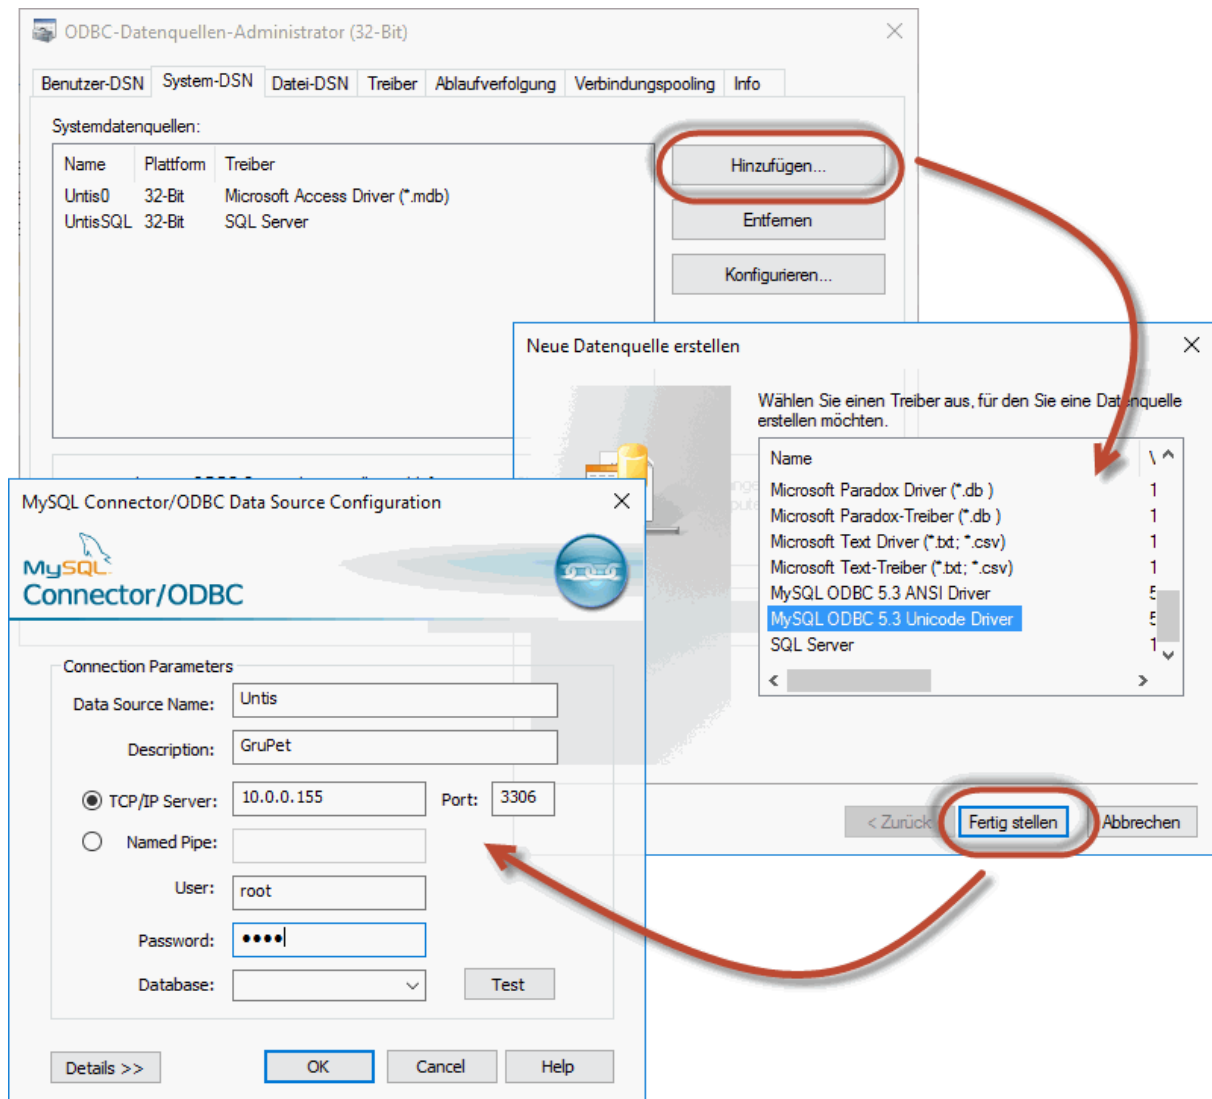 ODBC-Datenquellen-Administrator (32-Bit)
Benutzer-DSN System-DSN Datei-DSN Treiber Ablaufverfolgung Verbindungspooling Info
Systemdatenquellen:
Name Plattform Treiber
Untis0 32-Bit Microsoft Access Driver (*.mdb)
UntisSQL 32-Bit SQL Server
Hinzufügen...
Entfernen
Konfigurieren...
Neue Datenquelle erstellen
Wählen Sie einen Treiber aus, für den Sie eine Datenquelle
erstellen möchten.
Name
Microsoft Paradox Driver (*.db )
Microsoft Paradox-Treiber (*.db )
Microsoft Text Driver (*.txt; *.csv)
Microsoft Text-Treiber (*.txt; *.csv)
MySQL ODBC 5.3 ANSI Driver
MySQL ODBC 5.3 Unicode Driver
SQL Server
< Zurück Fertig stellen Abbrechen
MySQL Connector/ODBC Data Source Configuration
MySQL
Connector/ODBC
Connection Parameters
Data Source Name: Untis
Description: GruPet
TCP/IP Server: 10.0.0.155 Port: 3306
Named Pipe:
User: root
Password: ••••
Database: Test
Details >> OK Cancel Help